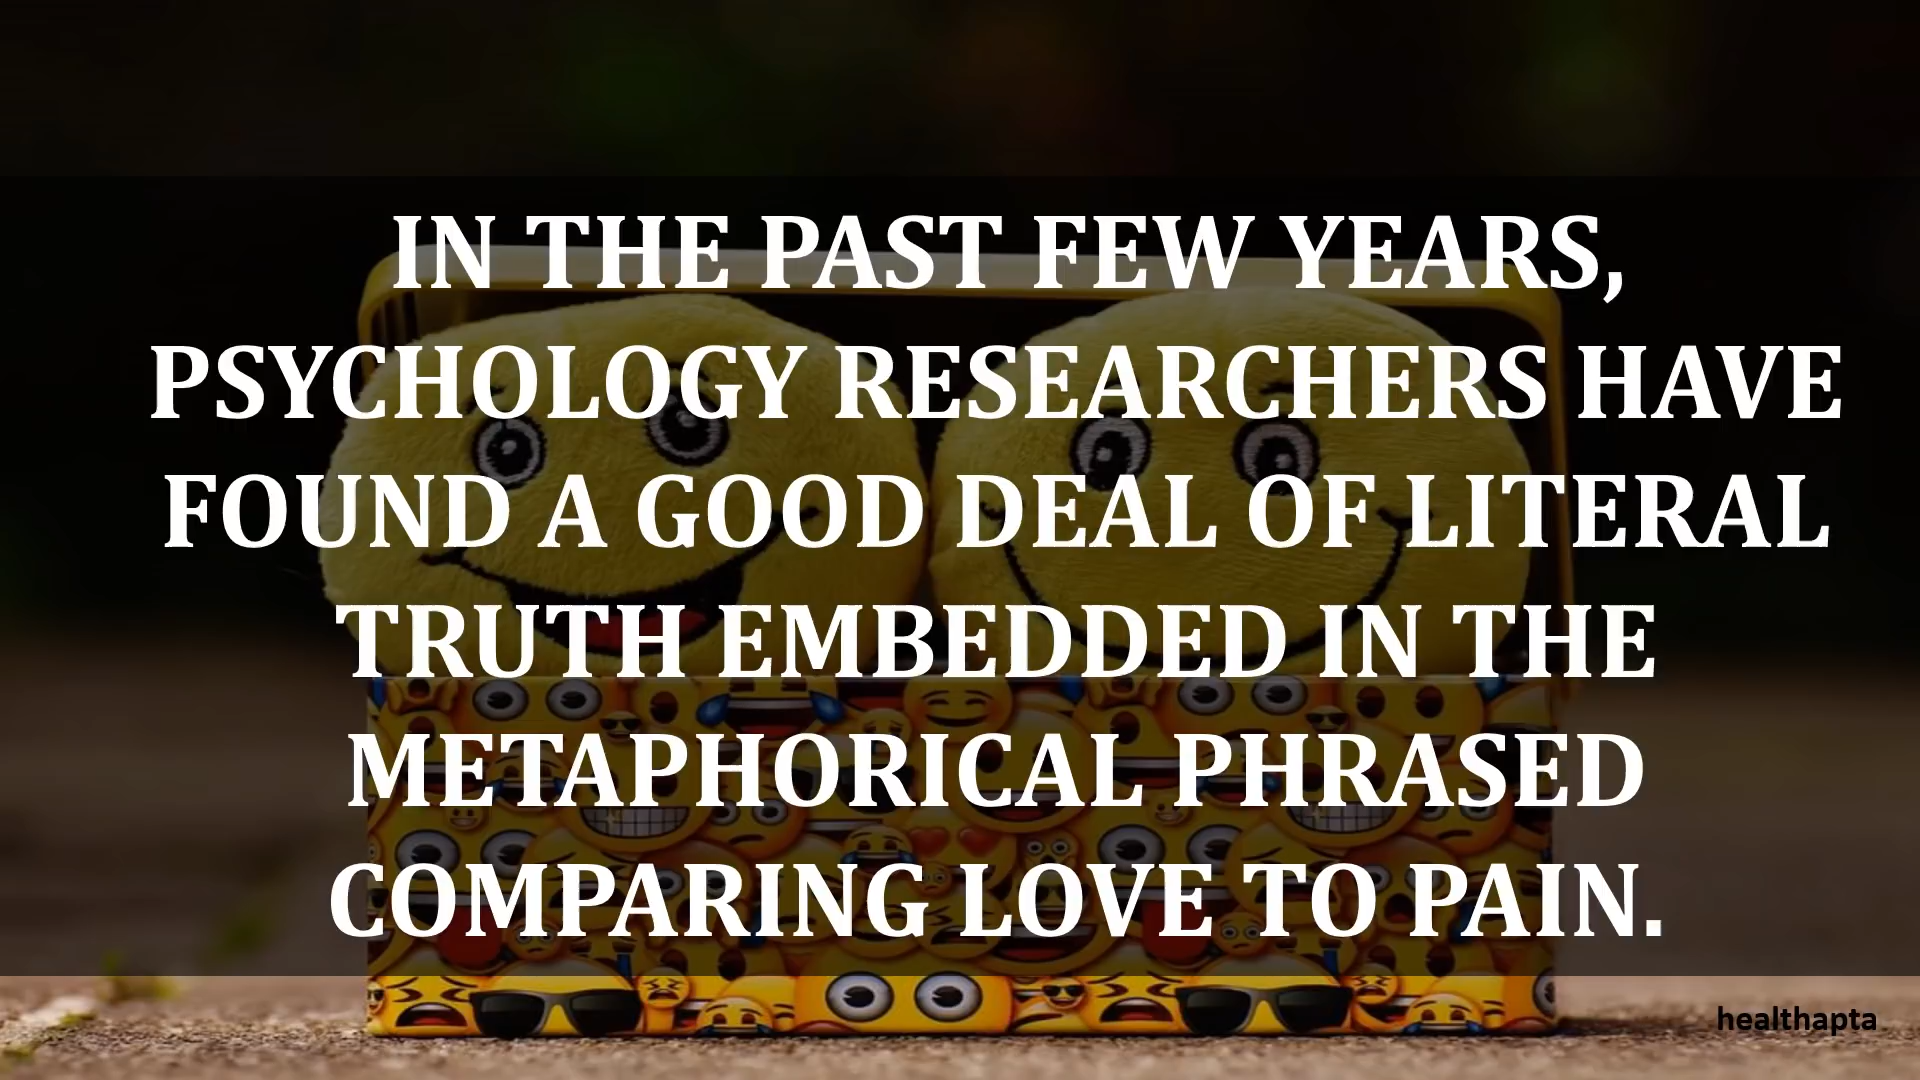 IN THE PAST FEW YEARS,
PSYCHOLOGY RESEARCHERS HAVE
FOUND A GOOD DEAL OF LITERAL
TRUTH EMBEDDED IN THE
METAPHORICAL PHRASED
COMPARING LOVE TO PAIN.
healthapta